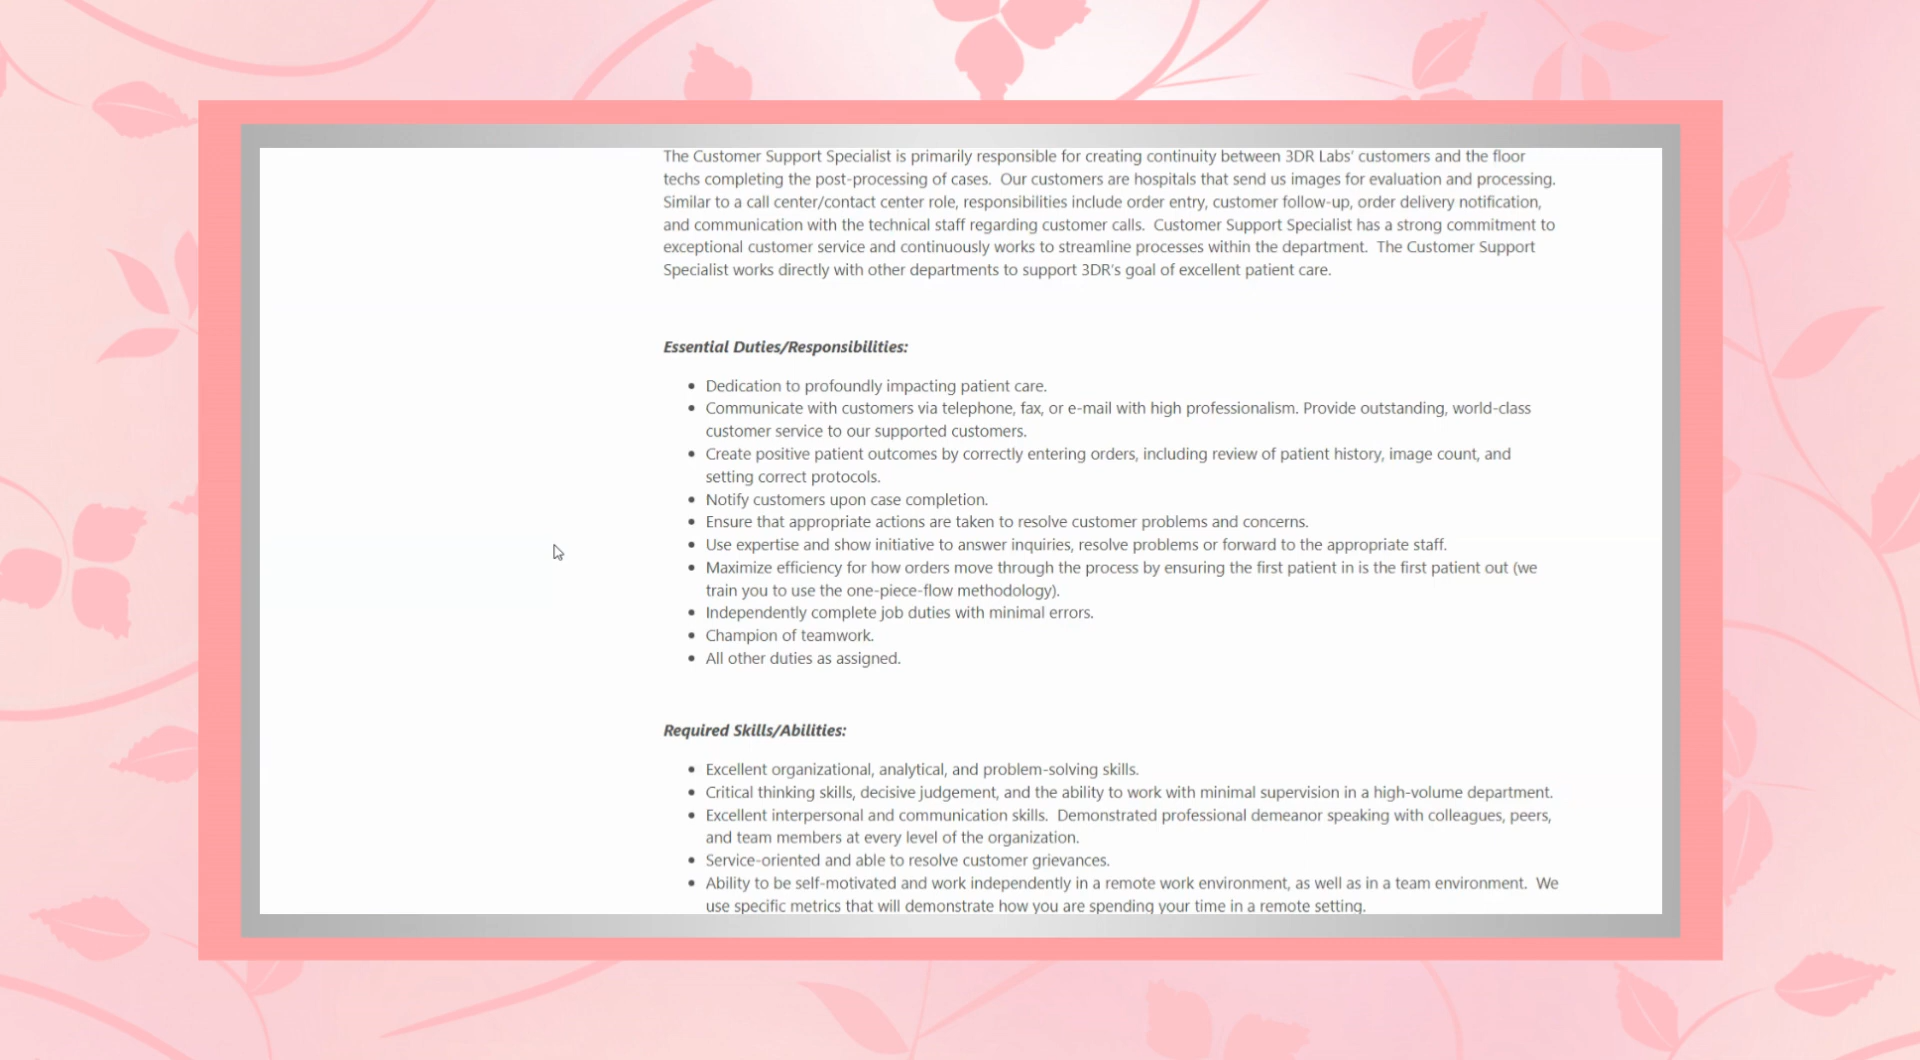 The Customer Support Specialist is primarily responsible for creating continuity between 3DR Labs' customers and the floor
techs completing the post-processing of cases.  Our customers are hospitals that send us images for evaluation and processing.
Similar to a call center/contact center role, responsibilities include order entry, customer follow-up, order delivery notification,
and communication with the technical staff regarding customer calls.  Customer Support Specialist has a strong commitment to
exceptional customer service and continuously works to streamline processes within the department.  The Customer Support
Specialist works directly with other departments to support 3DR's goal of excellent patient care.
Essential Duties/Responsibilities:
• Dedication to profoundly impacting patient care.
• Communicate with customers via telephone, fax, or e-mail with high professionalism. Provide outstanding, world-class
customer service to our supported customers.
• Create positive patient outcomes by correctly entering orders, including review of patient history, image count, and
setting correct protocols.
• Notify customers upon case completion.
• Ensure that appropriate actions are taken to resolve customer problems and concerns.
• Use expertise and show initiative to answer inquiries, resolve problems or forward to the appropriate staff.
• Maximize efficiency for how orders move through the process by ensuring the first patient in is the first patient out (we
train you to use the one-piece-flow methodology).
• Independently complete job duties with minimal errors.
• Champion of teamwork.
• All other duties as assigned.
Required Skills/Abilities:
• Excellent organizational, analytical, and problem-solving skills.
• Critical thinking skills, decisive judgement, and the ability to work with minimal supervision in a high-volume department.
• Excellent interpersonal and communication skills.  Demonstrated professional demeanor speaking with colleagues, peers,
and team members at every level of the organization.
• Service-oriented and able to resolve customer grievances.
• Ability to be self-motivated and work independently in a remote work environment, as well as in a team environment.  We
use specific metrics that will demonstrate how you are spending your time in a remote setting.